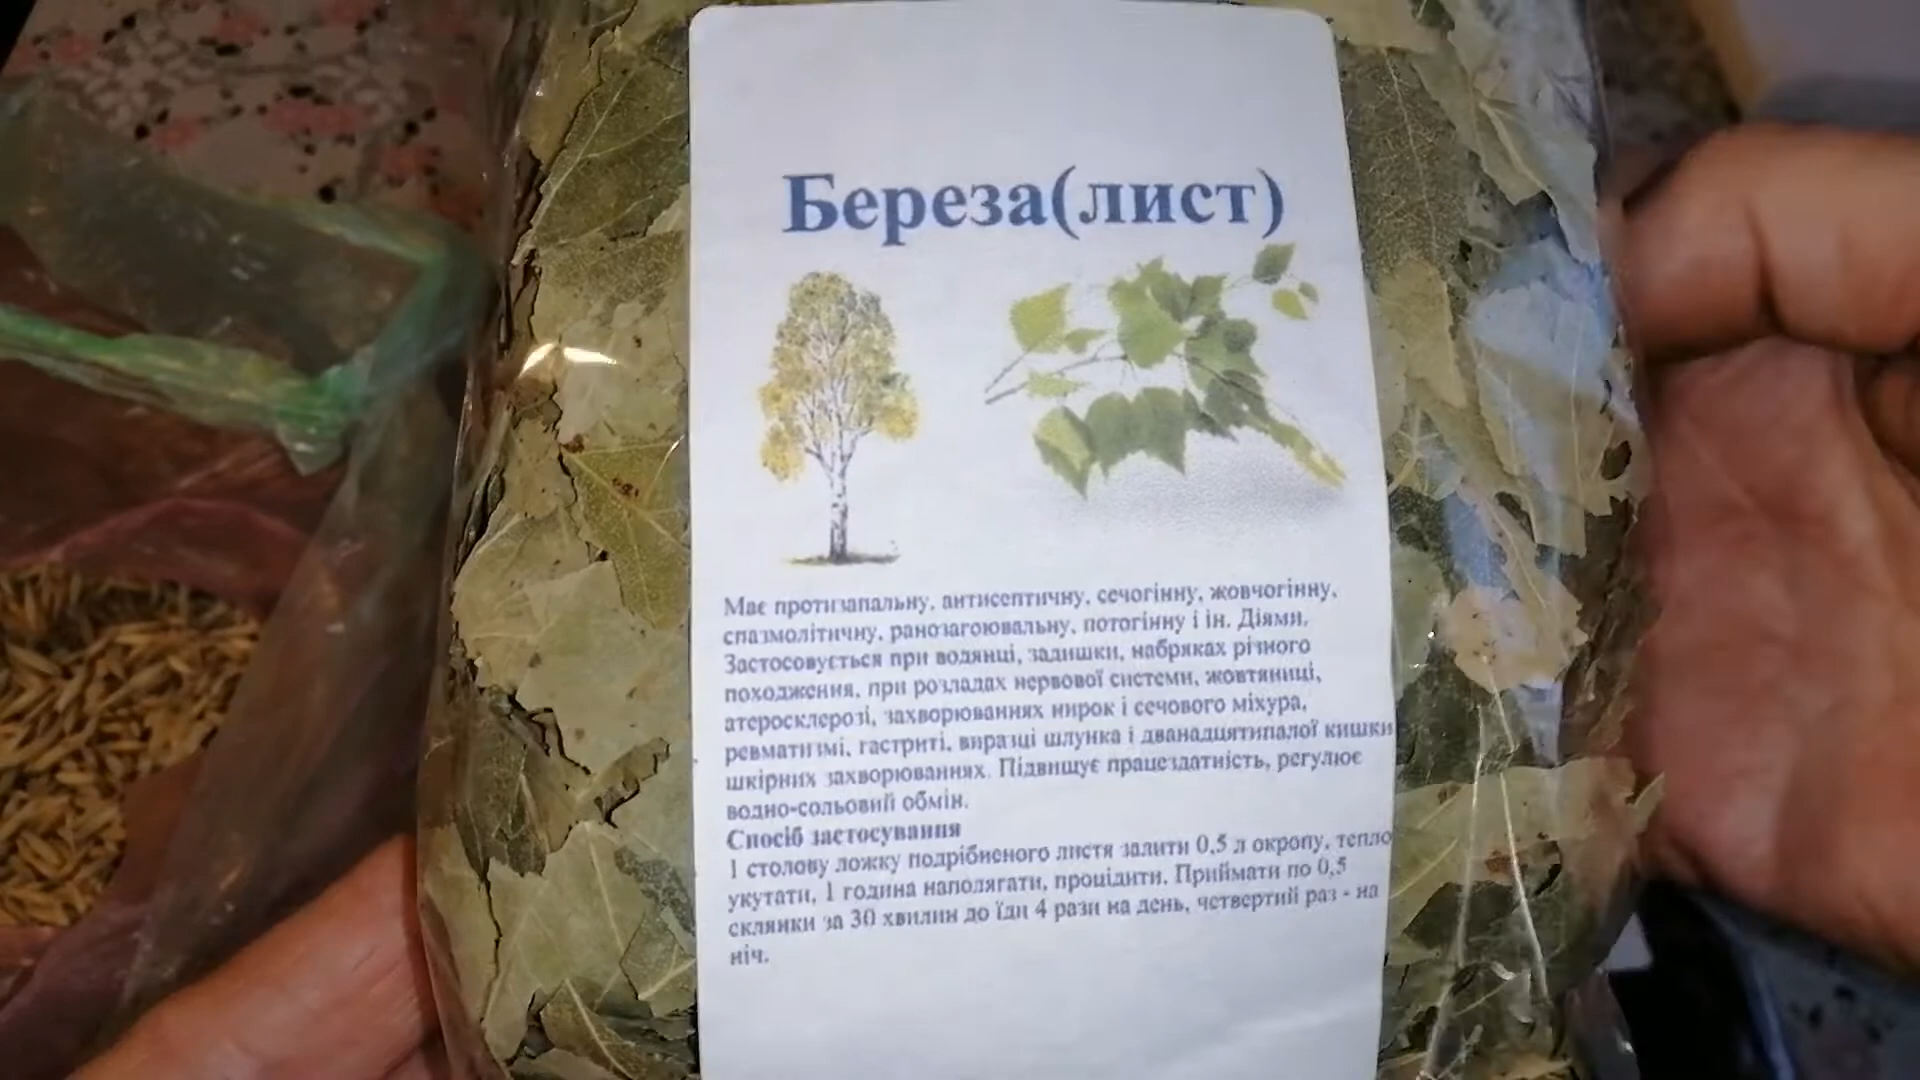 Береза(лист)
Має протизапальну, антисептичну, сечогінну, жовчогінну,
спазмолітичну, ранозагоювальну, потогінну і ін. Діями.
Застосовується при водянці, задишки, набряках різного
походження, при розладах нервової системи, жовтяниці,
атеросклерозі, захворюваннях нирок і сечового міхура,
ревматизмі, гастриті, виразці шлунка і дванадцятипалої кишки
шкірних захворюваннях. Підвищує працездатність, регулює
водно-сольовий обмін.
Спосіб застосування
1 столову ложку подрібненого листя залити 0,5 л окропу, тепло
укутати, 1 година наполягати, процідити. Приймати по 0,5
склянки за 30 хвилин до їди 4 рази на день, четвертий раз - на
ніч.